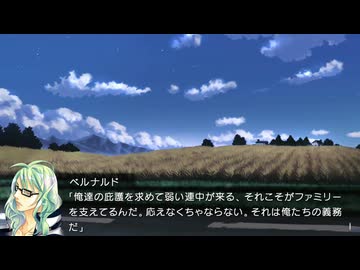 ベルナルド
「俺達の庇護を求めて弱い連中が来る、それこそがファミリー
を支えてるんだ。応えなくちゃならない。それは俺たちの義務
だ」